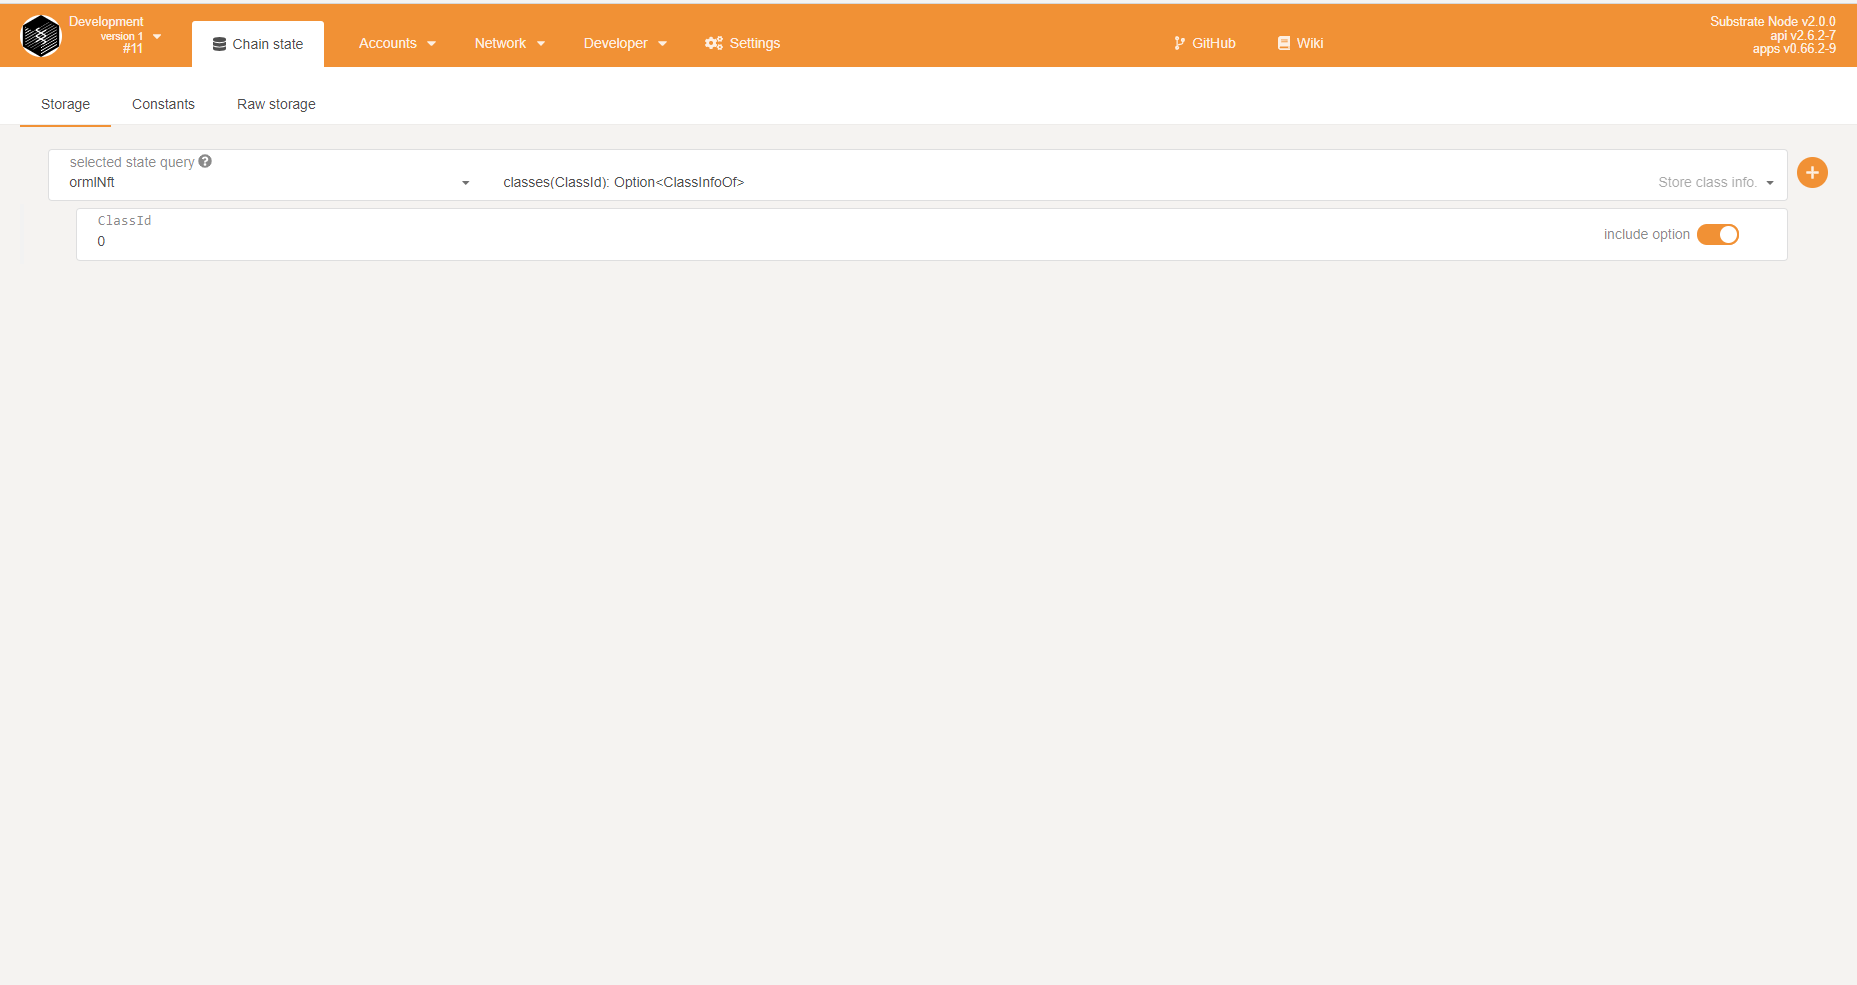 Development
version 1
#11
Chain state
Accounts
Network
Developer
Settings
GitHub
Wiki
Substrate Node v2.0.0
api v2.6.2-7
apps v0.66.2-9
Storage
Constants
Raw storage
selected state query
ormlNft
classes(ClassId): Option<ClassInfoOf>
Store class info.
ClassId
0
include option